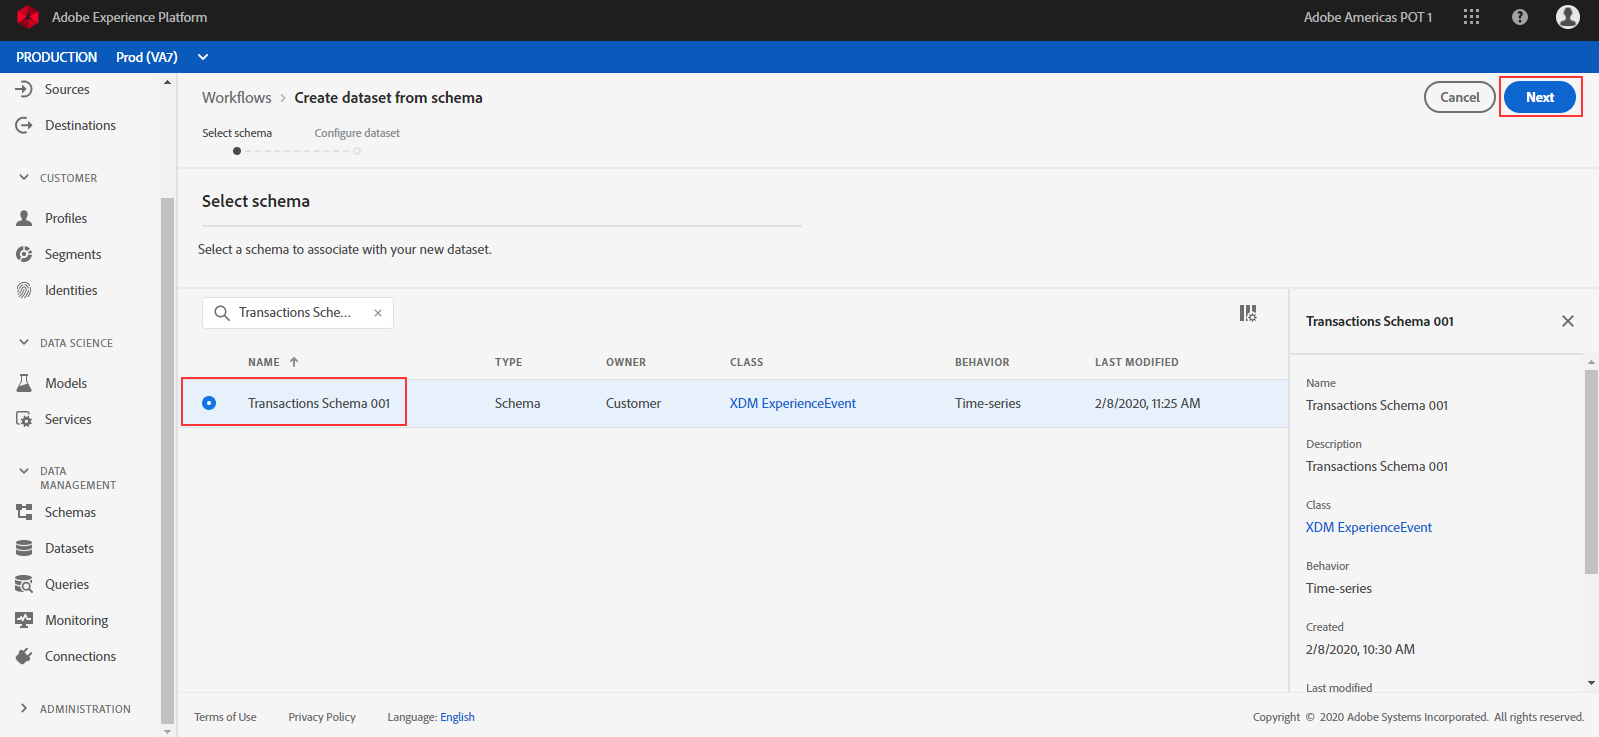 Adobe Experience Platform
Adobe Americas POT 1
PRODUCTION Prod (VA7)
Sources
Destinations
CUSTOMER
Profiles
Segments
Identities
DATA SCIENCE
Models
Services
DATA
MANAGEMENT
Schemas
Datasets
Queries
Monitoring
Connections
ADMINISTRATION
Workflows > Create dataset from schema
Cancel
Next
Select schema Configure dataset
Select schema
Select a schema to associate with your new dataset.
Transactions Sche...
NAME TYPE OWNER CLASS BEHAVIOR LAST MODIFIED
Transactions Schema 001 Schema Customer XDM ExperienceEvent Time-series 2/8/2020, 11:25 AM
Transactions Schema 001
Name
Transactions Schema 001
Description
Transactions Schema 001
Class
XDM ExperienceEvent
Behavior
Time-series
Created
2/8/2020, 10:30 AM
Last modified
Terms of Use Privacy Policy Language: English
Copyright © 2020 Adobe Systems Incorporated. All rights reserved.